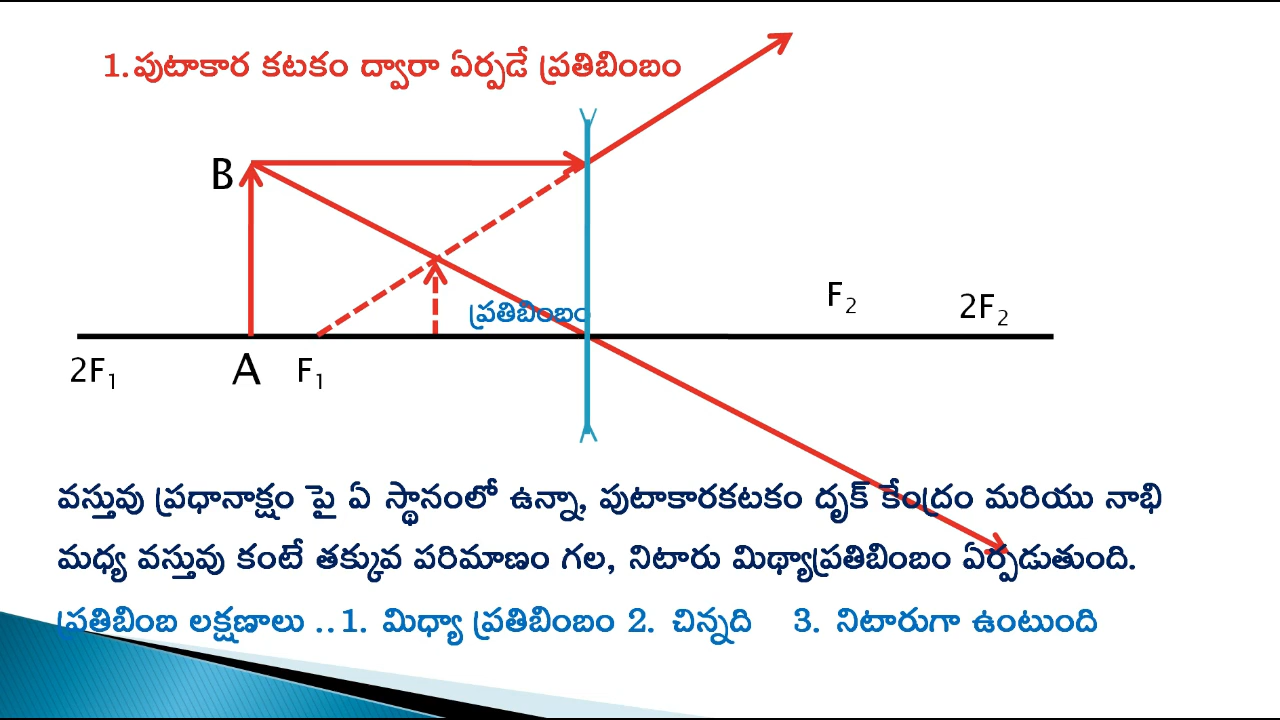 1.పుటాకార కటకం ద్వారా ఏర్పడే ప్రతిబింబం
B
ప్రతిబింబం
F₂
2F₂
2F₁
A
F₁
వస్తువు ప్రధానాక్షం పై ఏ స్థానంలో ఉన్నా, పుటాకారకటకం దృక్ కేంద్రం మరియు నాభి
మధ్య వస్తువు కంటే తక్కువ పరిమాణం గల, నిటారు మిథ్యాప్రతిబింబం ఏర్పడుతుంది.
ప్రతిబింబ లక్షణాలు ..1. మిధ్యా ప్రతిబింబం 2. చిన్నది 3. నిటారుగా ఉంటుంది